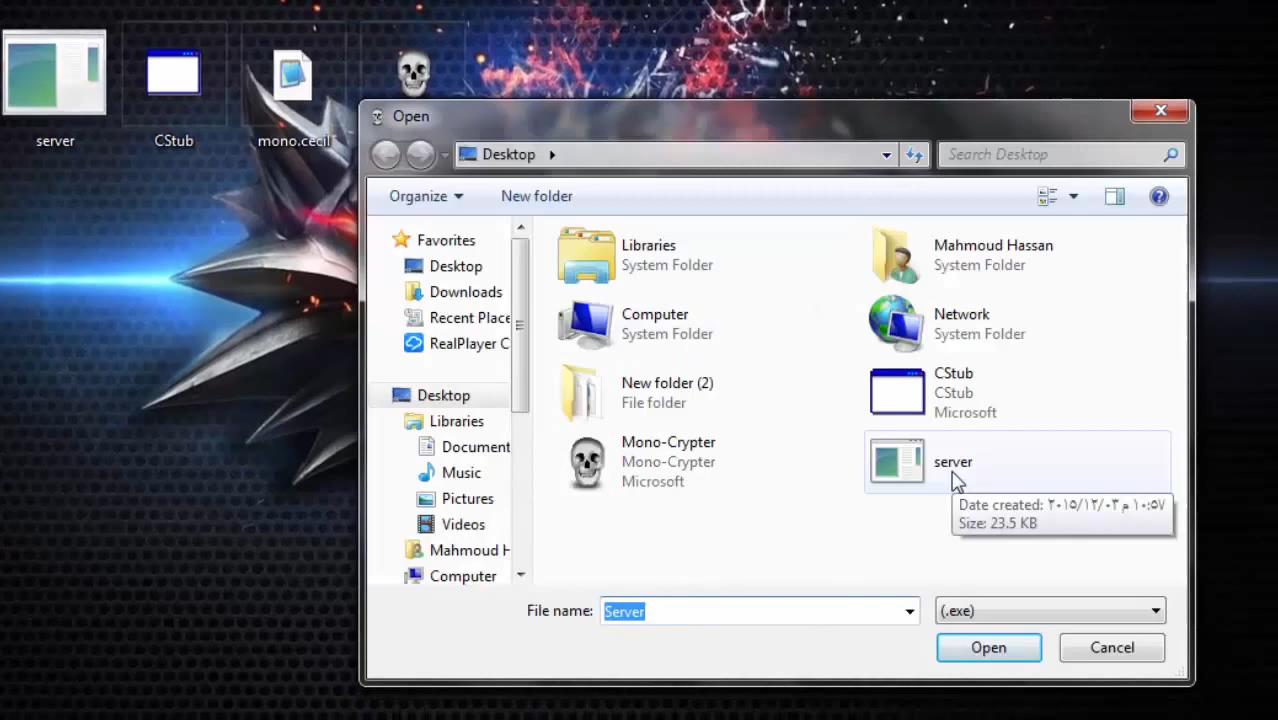 server
CStub
mono.cecil
Open
Desktop
Search Desktop
Organize
New folder
Favorites
Desktop
Downloads
Recent Place
RealPlayer C
Desktop
Libraries
Document
Music
Pictures
Videos
Mahmoud H
Computer
Libraries
System Folder
Mahmoud Hassan
System Folder
Computer
System Folder
Network
System Folder
New folder (2)
File folder
CStub
CStub
Microsoft
Mono-Crypter
Mono-Crypter
Microsoft
server
Date created: ٢٠١٥/١٢/٠٣ م ١٠:٥٧
Size: 23.5 KB
File name:
Server
(.exe)
Open
Cancel